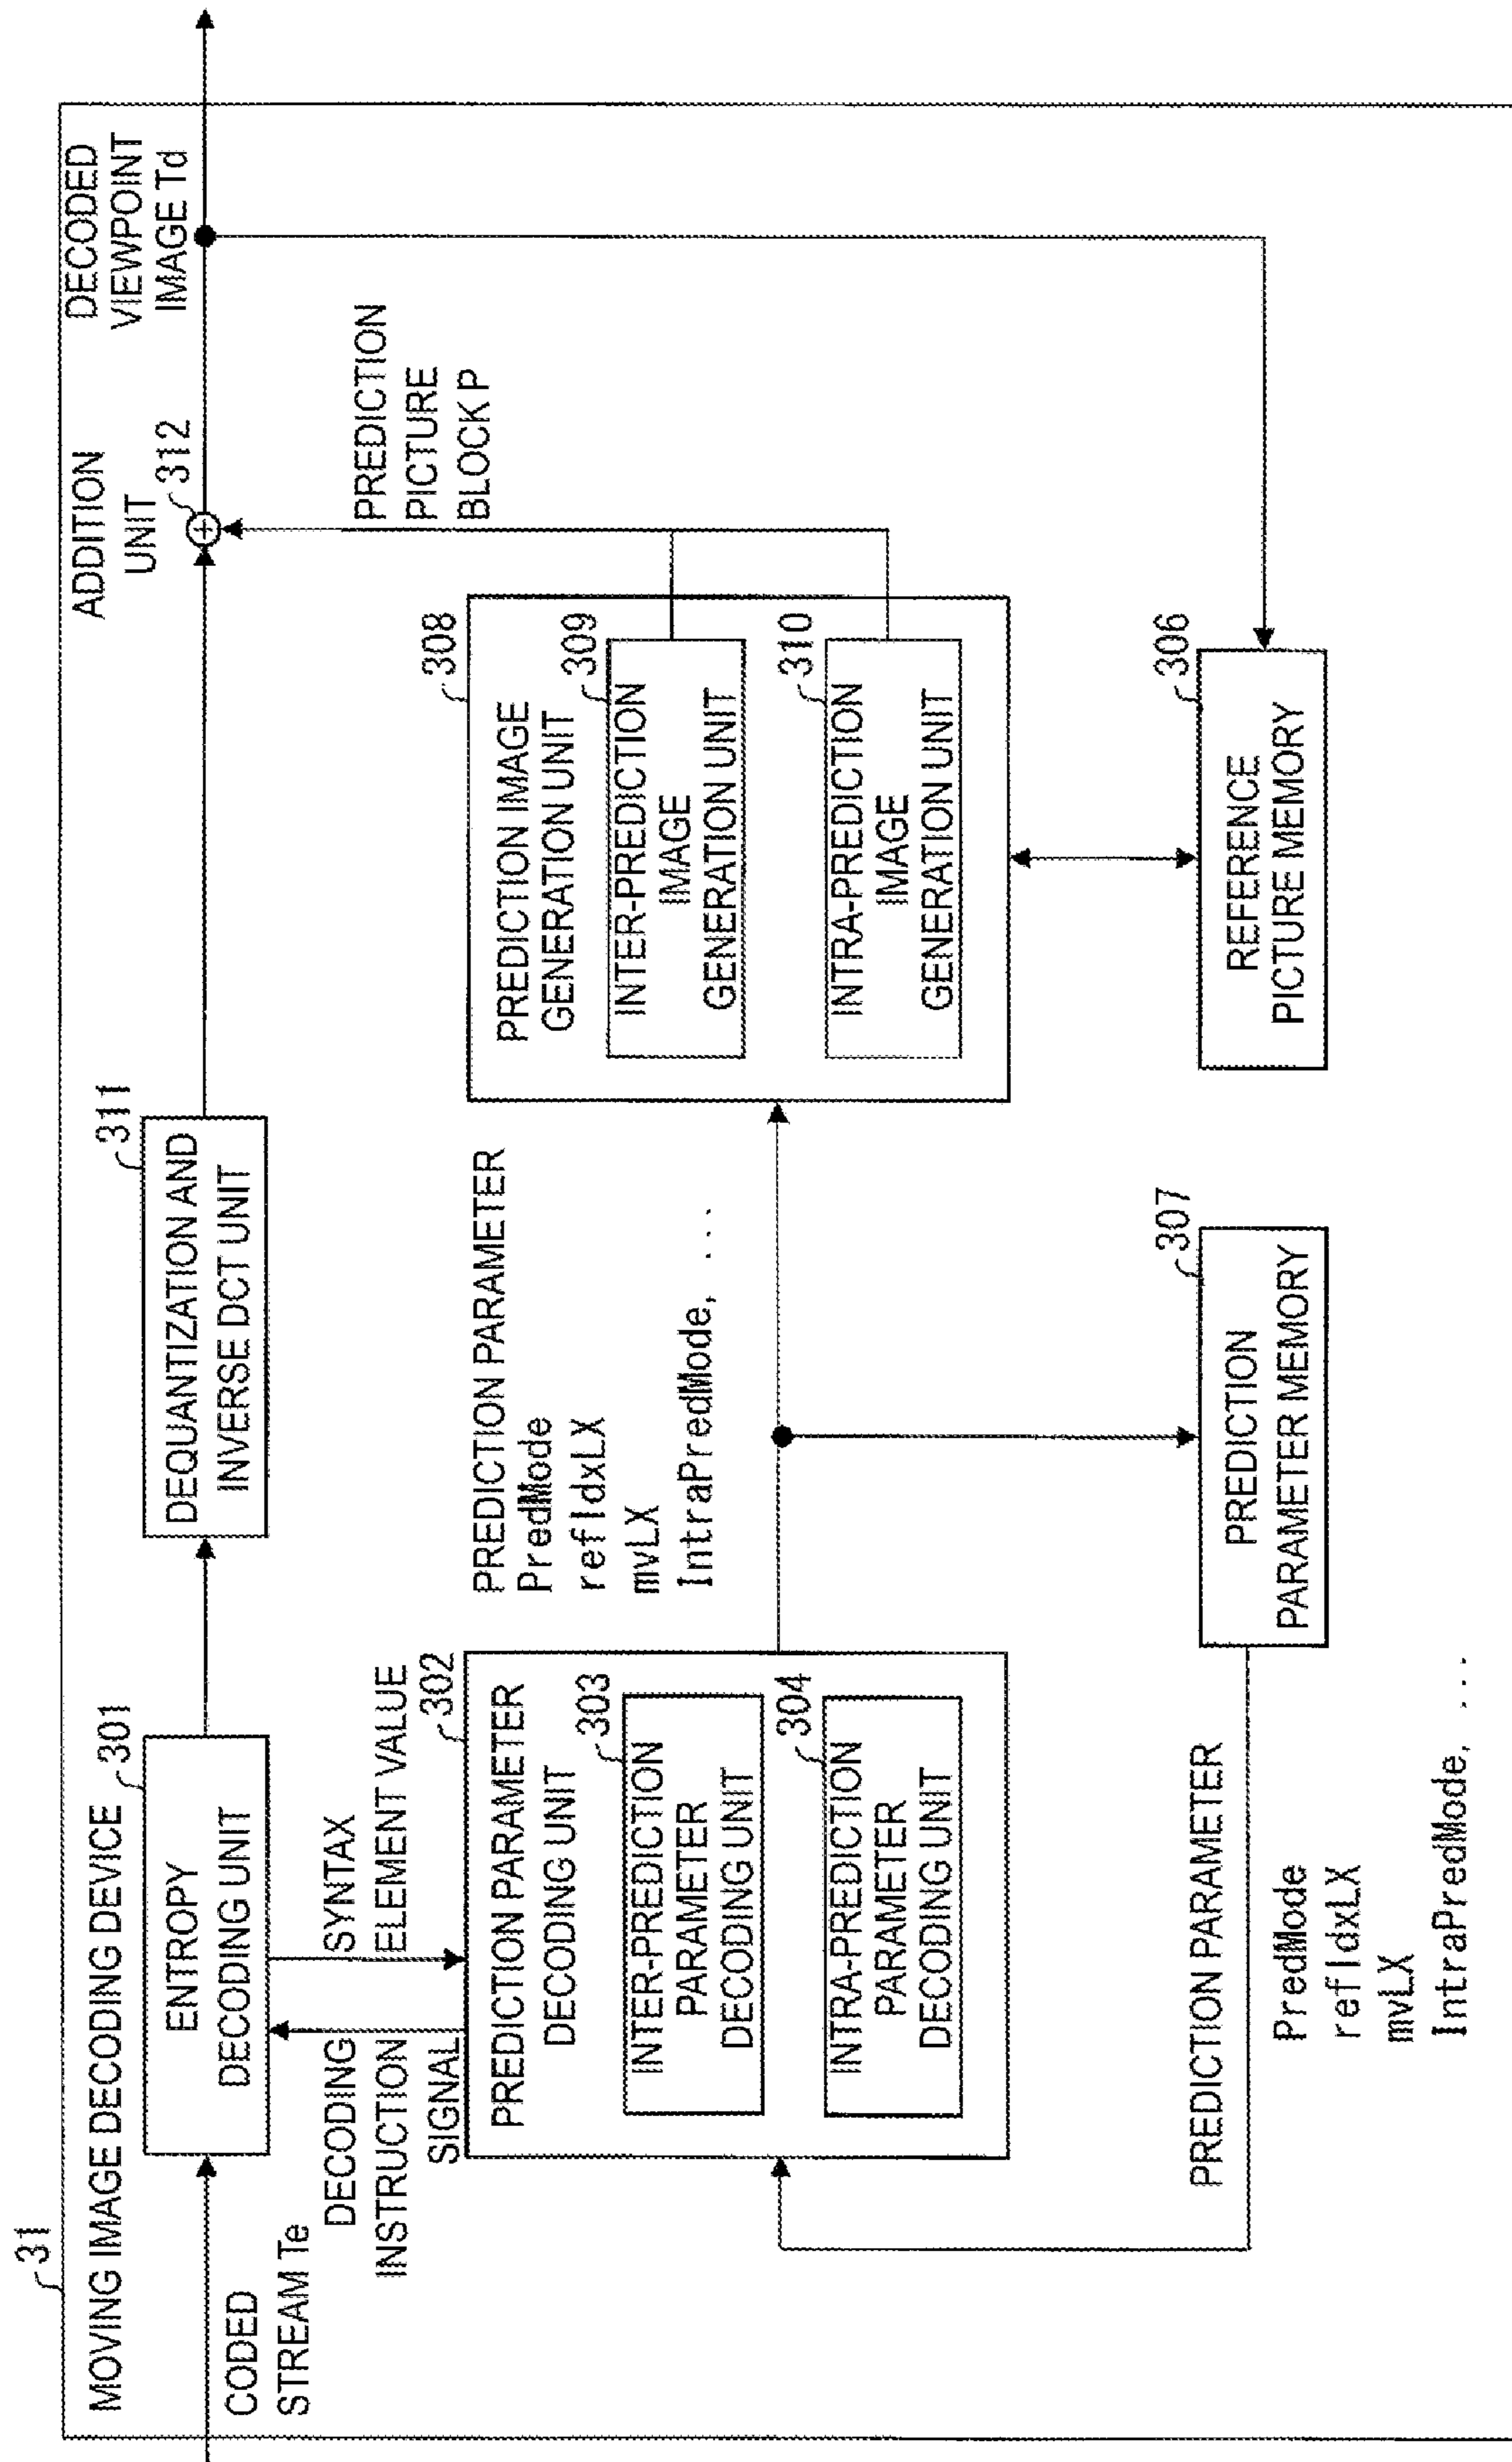 31
MOVING IMAGE DECODING DEVICE
CODED
STREAM Te
301
ENTROPY
DECODING UNIT
311
DEQUANTIZATION AND
INVERSE DCT UNIT
ADDITION
UNIT
312
DECODED
VIEWPOINT
IMAGE Td
DECODING
INSTRUCTION
SIGNAL
SYNTAX
ELEMENT VALUE
302
PREDICTION PARAMETER
DECODING UNIT
303
INTER-PREDICTION
PARAMETER
DECODING UNIT
304
INTRA-PREDICTION
PARAMETER
DECODING UNIT
PREDICTION PARAMETER
PredMode
refIdxLX
mvLX
IntraPredMode, ...
308
PREDICTION IMAGE
GENERATION UNIT
309
INTER-PREDICTION
IMAGE
GENERATION UNIT
310
INTRA-PREDICTION
IMAGE
GENERATION UNIT
PREDICTION
PICTURE
BLOCK P
PREDICTION PARAMETER
PredMode
refIdxLX
mvLX
IntraPredMode, ...
307
PREDICTION
PARAMETER MEMORY
306
REFERENCE
PICTURE MEMORY